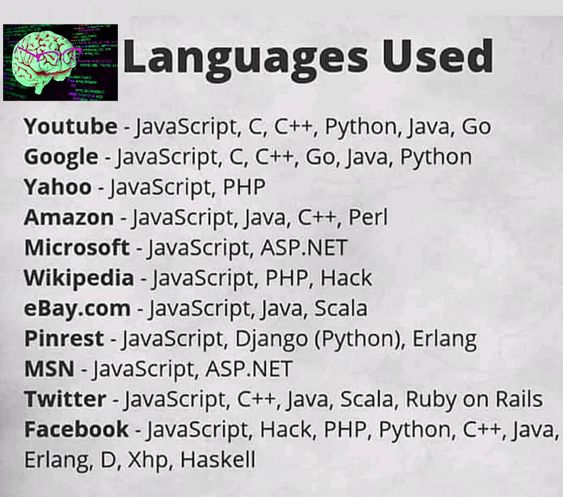 Languages Used
Youtube - JavaScript, C, C++, Python, Java, Go
Google - JavaScript, C, C++, Go, Java, Python
Yahoo - JavaScript, PHP
Amazon - JavaScript, Java, C++, Perl
Microsoft - JavaScript, ASP.NET
Wikipedia - JavaScript, PHP, Hack
eBay.com - JavaScript, Java, Scala
Pinrest - JavaScript, Django (Python), Erlang
MSN - JavaScript, ASP.NET
Twitter - JavaScript, C++, Java, Scala, Ruby on Rails
Facebook - JavaScript, Hack, PHP, Python, C++, Java,
Erlang, D, Xhp, Haskell